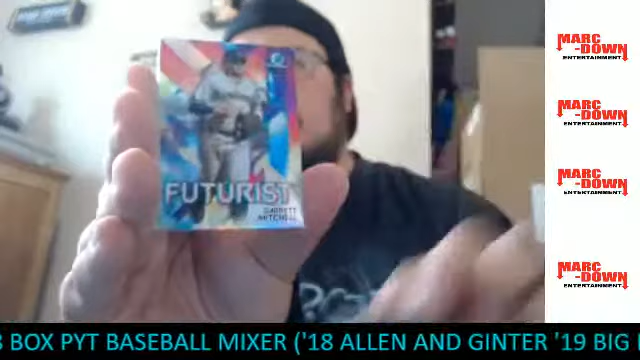 FUTURIST
GARRETT
MITCHELL
MARC
DOWN
ENTERTAINMENT
MARC
DOWN
ENTERTAINMENT
MARC
DOWN
ENTERTAINMENT
MARC
DOWN
ENTERTAINMENT
BOX PYT BASEBALL MIXER ('18 ALLEN AND GINTER '19 BIG